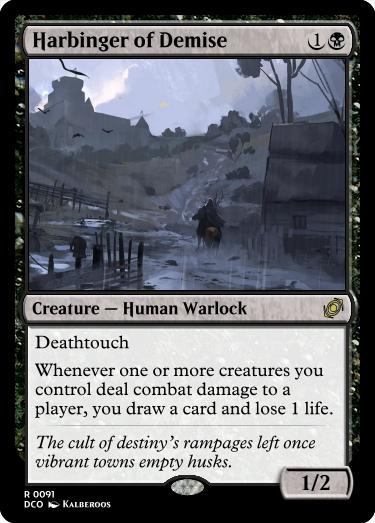 Harbinger of Demise 1
Creature — Human Warlock
Deathtouch
Whenever one or more creatures you
control deal combat damage to a
player, you draw a card and lose 1 life.
The cult of destiny's rampages left once
vibrant towns empty husks.
1/2
R 0091
DCO KALBEROOS